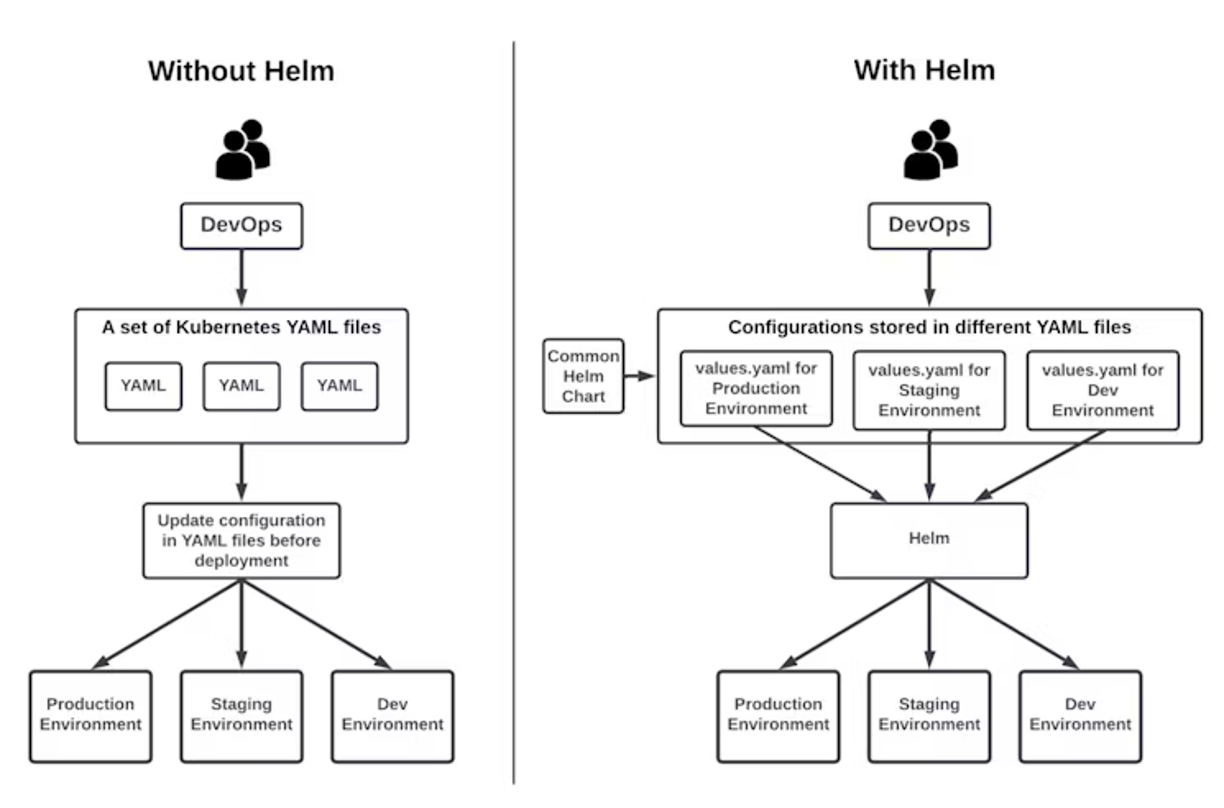 Without Helm
DevOps
A set of Kubernetes YAML files
YAML
YAML
YAML
Update configuration
in YAML files before
deployment
Production
Environment
Staging
Environment
Dev
Environment
With Helm
DevOps
Common
Helm
Chart
Configurations stored in different YAML files
values.yaml for
Production
Environment
values.yaml for
Staging
Environment
values.yaml for
Dev
Environment
Helm
Production
Environment
Staging
Environment
Dev
Environment